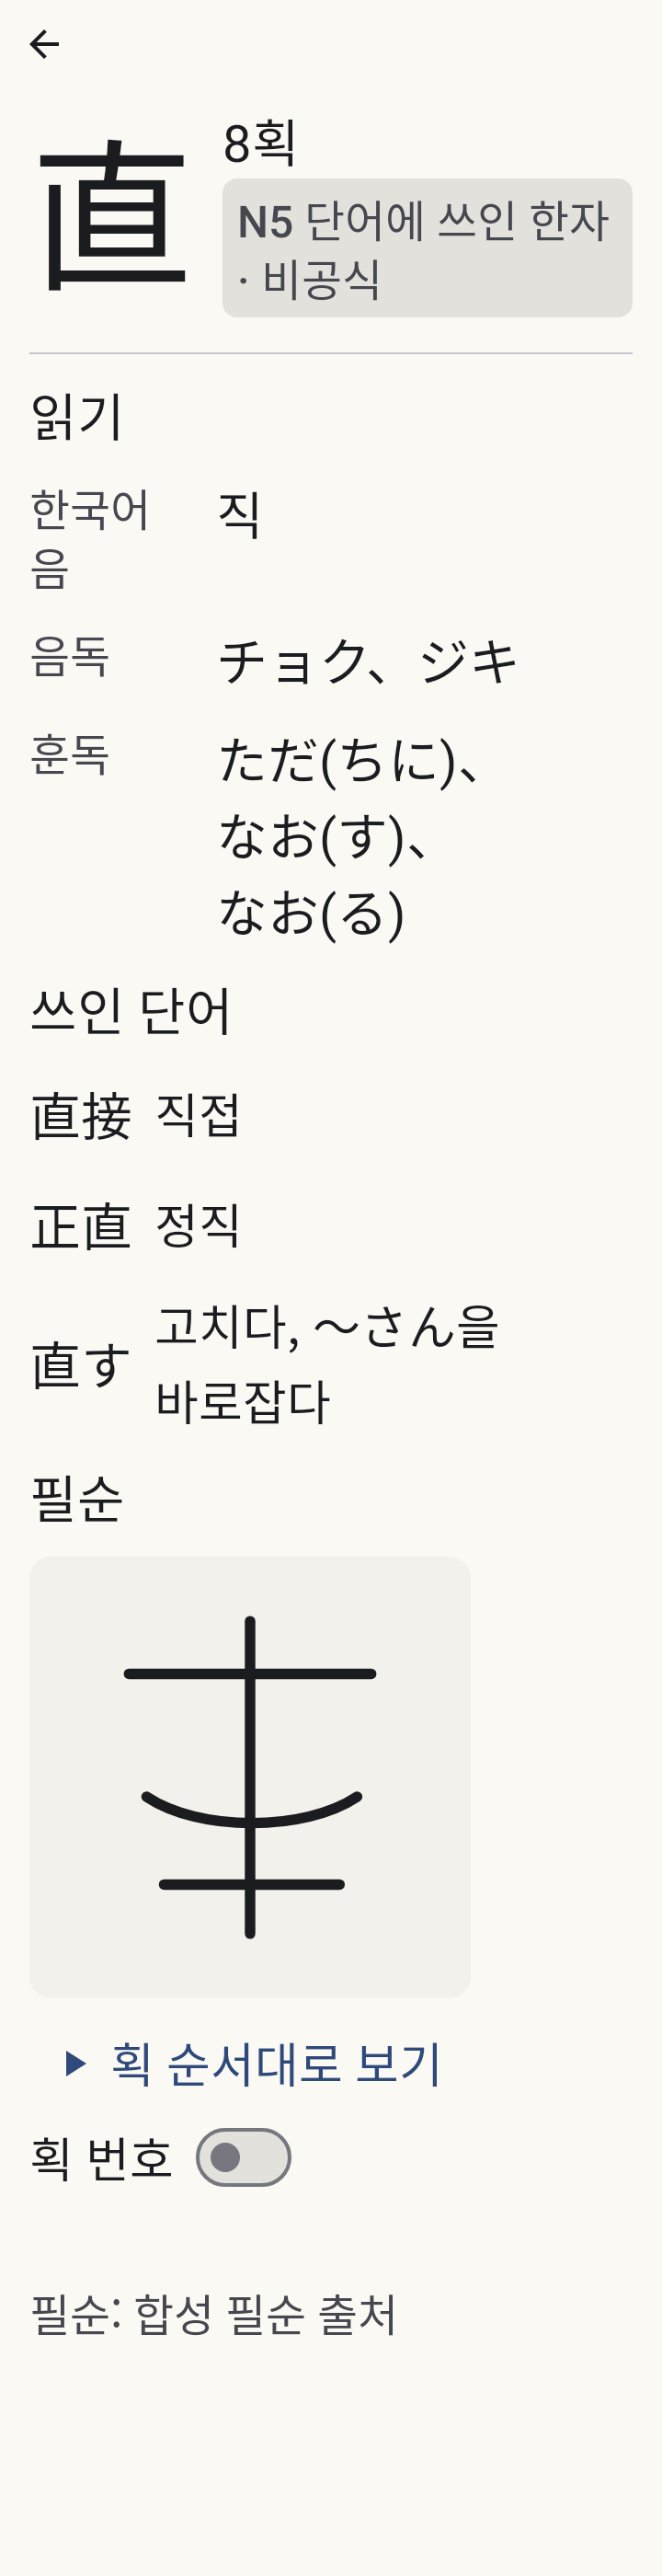 直
8획
N5 단어에 쓰인 한자
· 비공식
읽기
한국어
음
직
음독
チョク、ジキ
훈독
ただ(ちに)、
なお(す)、
なお(る)
쓰인 단어
直接 직접
正直 정직
直す
고치다, 〜さん을
바로잡다
필순
획 순서대로 보기
획 번호
필순: 합성 필순 출처